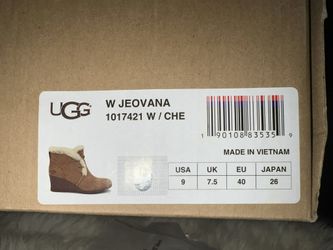 UGG
W JEOVANA
1017421 W / CHE
1 90108 83535 9
MADE IN VIETNAM
USA UK EU JAPAN
9 7.5 40 26